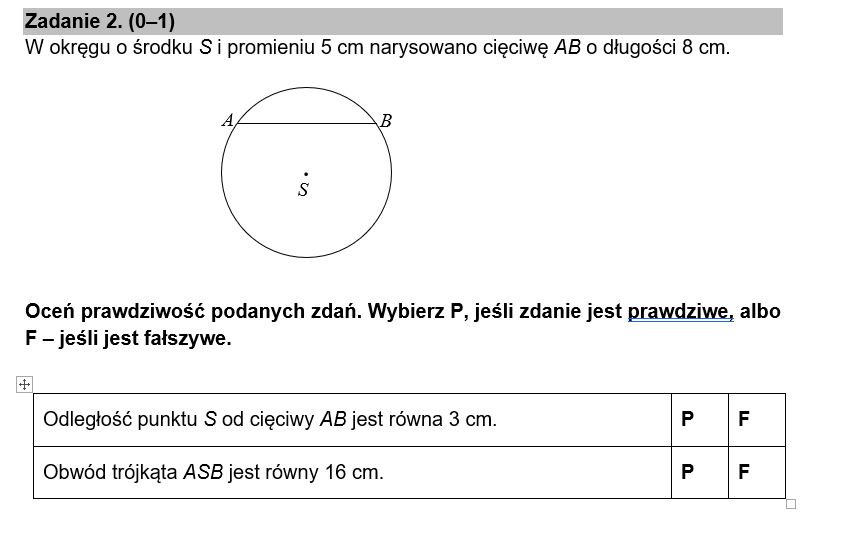 Zadanie 2. (0–1)
W okręgu o środku S i promieniu 5 cm narysowano cięciwę AB o długości 8 cm.
A
B
S
Oceń prawdziwość podanych zdań. Wybierz P, jeśli zdanie jest prawdziwe, albo
F – jeśli jest fałszywe.
Odległość punktu S od cięciwy AB jest równa 3 cm. P F
Obwód trójkąta ASB jest równy 16 cm. P F